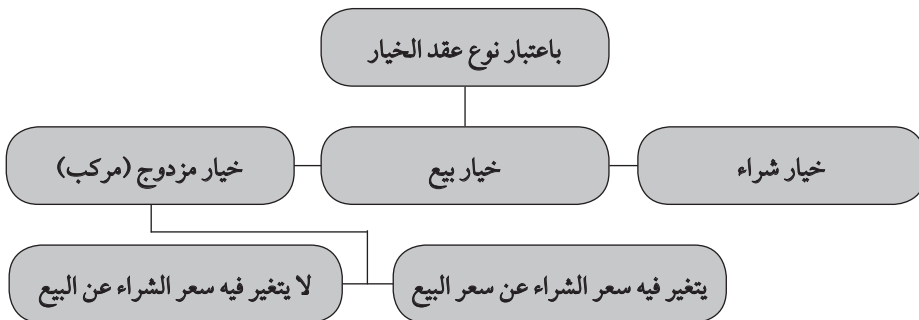 باعتبار نوع عقد الخيار
خيار شراء
خيار بيع
خيار مزدوج (مركب)
يتغير فيه سعر الشراء عن سعر البيع
لا يتغير فيه سعر الشراء عن البيع